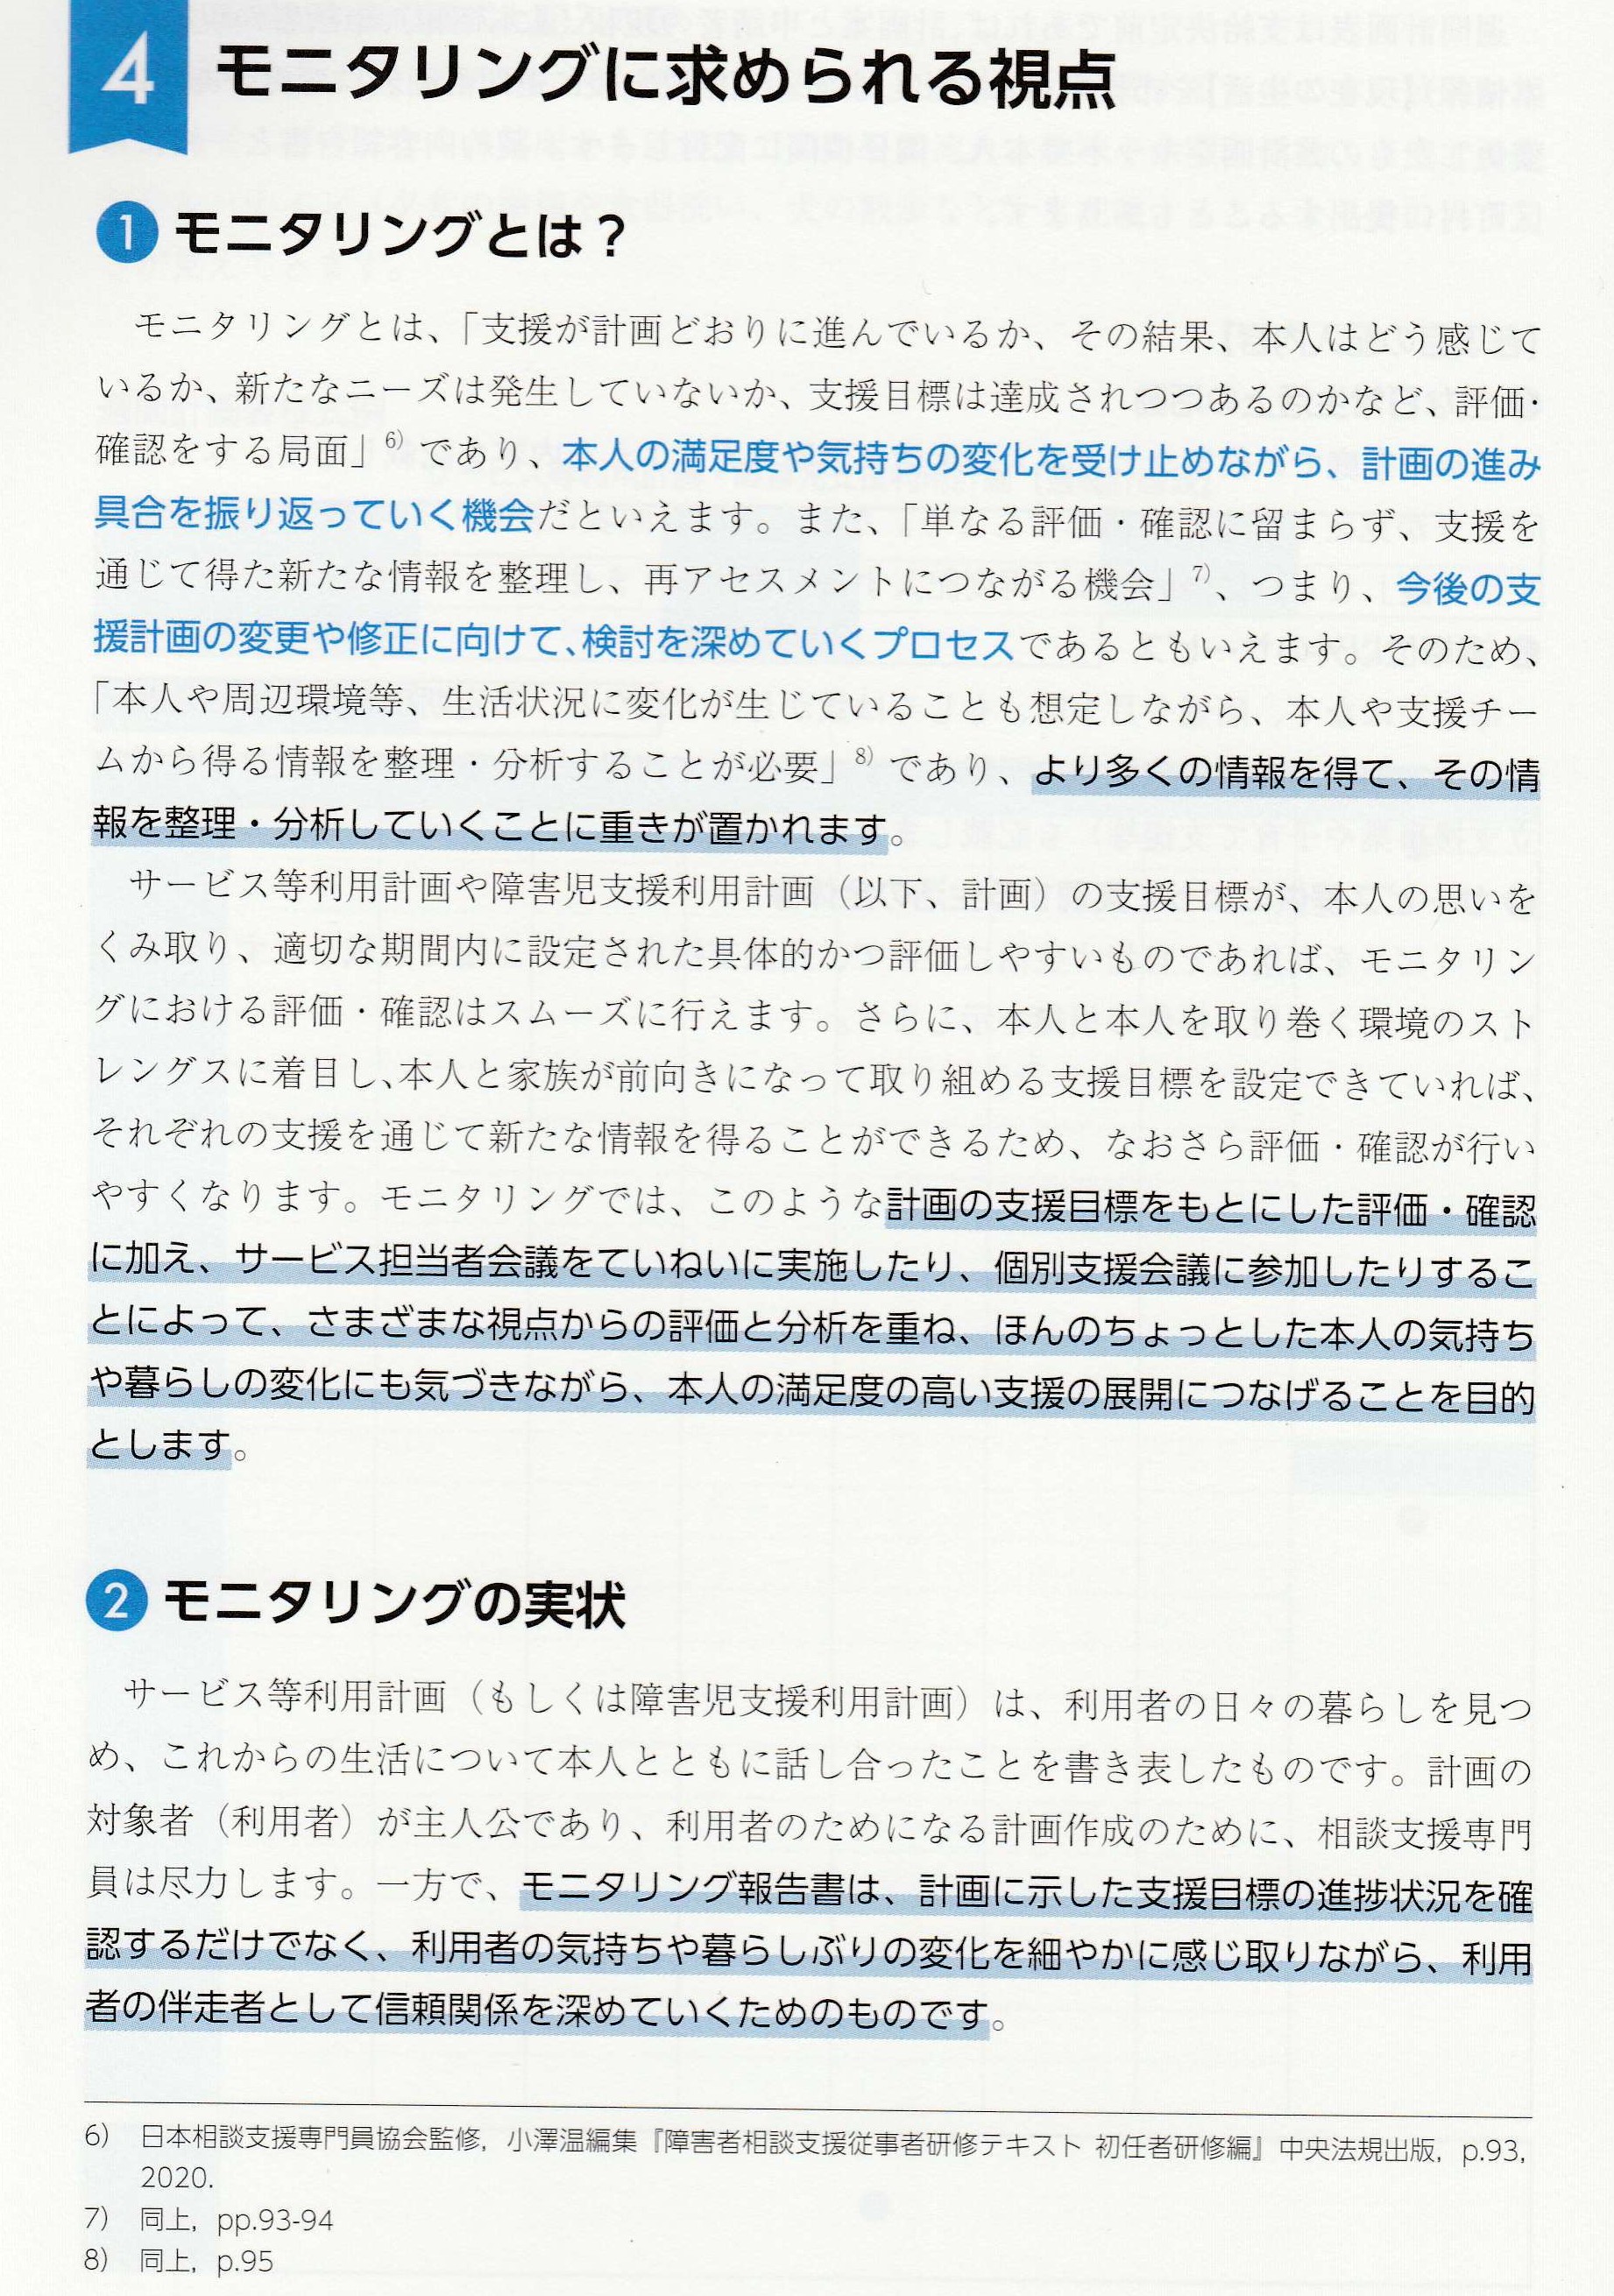 4 モニタリングに求められる視点
1 モニタリングとは？
モニタリングとは、「支援が計画どおりに進んでいるか、その結果、本人はどう感じて
いるか、新たなニーズは発生していないか、支援目標は達成されつつあるのかなど、評価・
確認をする局面」6) であり、本人の満足度や気持ちの変化を受け止めながら、計画の進み
具合を振り返っていく機会だといえます。また、「単なる評価・確認に留まらず、支援を
通じて得た新たな情報を整理し、再アセスメントにつながる機会」7)、つまり、今後の支
援計画の変更や修正に向けて、検討を深めていくプロセスであるともいえます。そのため、
「本人や周辺環境等、生活状況に変化が生じていることも想定しながら、本人や支援チー
ムから得る情報を整理・分析することが必要」8) であり、より多くの情報を得て、その情
報を整理・分析していくことに重きが置かれます。
サービス等利用計画や障害児支援利用計画（以下、計画）の支援目標が、本人の思いを
くみ取り、適切な期間内に設定された具体的かつ評価しやすいものであれば、モニタリン
グにおける評価・確認はスムーズに行えます。さらに、本人と本人を取り巻く環境のスト
レングスに着目し、本人と家族が前向きになって取り組める支援目標を設定できていれば、
それぞれの支援を通じて新たな情報を得ることができるため、なおさら評価・確認が行い
やすくなります。モニタリングでは、このような計画の支援目標をもとにした評価・確認
に加え、サービス担当者会議をていねいに実施したり、個別支援会議に参加したりするこ
とによって、さまざまな視点からの評価と分析を重ね、ほんのちょっとした本人の気持ち
や暮らしの変化にも気づきながら、本人の満足度の高い支援の展開につなげることを目的
とします。
2 モニタリングの実状
サービス等利用計画（もしくは障害児支援利用計画）は、利用者の日々の暮らしを見つ
め、これからの生活について本人とともに話し合ったことを書き表したものです。計画の
対象者（利用者）が主人公であり、利用者のためになる計画作成のために、相談支援専門
員は尽力します。一方で、モニタリング報告書は、計画に示した支援目標の進捗状況を確
認するだけでなく、利用者の気持ちや暮らしぶりの変化を細やかに感じ取りながら、利用
者の伴走者として信頼関係を深めていくためのものです。
6) 日本相談支援専門員協会監修，小澤温編集『障害者相談支援従事者研修テキスト 初任者研修編』中央法規出版，p.93,
2020.
7) 同上，pp.93-94
8) 同上，p.95